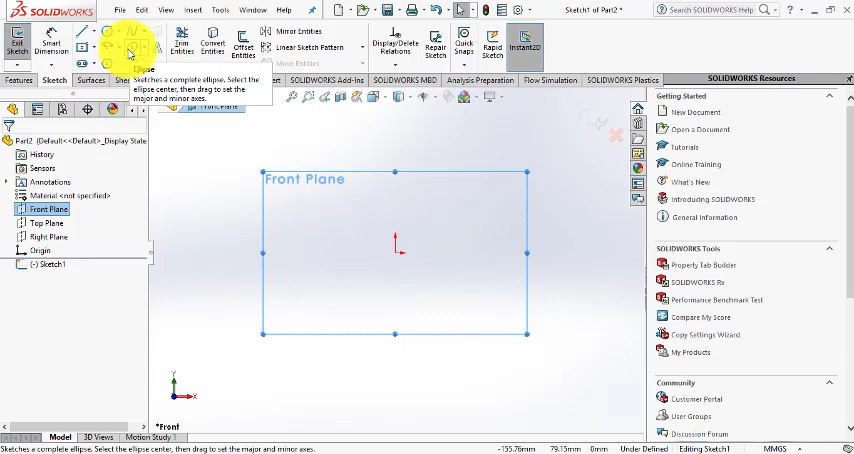 SOLIDWORKS
File
Edit
View
Insert
Tools
Window
Help
Sketch1 of Part2 *
Search SOLIDWORKS Help
Exit Sketch
Smart Dimension
Trim Entities
Convert Entities
Offset Entities
Mirror Entities
Linear Sketch Pattern
Move Entities
Display/Delete Relations
Repair Sketch
Quick Snaps
Rapid Sketch
Instant2D
Features
Sketch
Surfaces
SOLIDWORKS Add-Ins
SOLIDWORKS MBD
Analysis Preparation
Flow Simulation
SOLIDWORKS Plastics
SOLIDWORKS Resources
Ellipse
Sketches a complete ellipse. Select the
ellipse center, then drag to set the
major and minor axes.
Part2 (Default<<Default>_Display State
History
Sensors
Annotations
Material <not specified>
Front Plane
Top Plane
Right Plane
Origin
(-) Sketch1
Front Plane
Front Plane
Y
X
*Front
Getting Started
New Document
Open a Document
Tutorials
Online Training
What's New
Introducing SOLIDWORKS
General Information
SOLIDWORKS Tools
Property Tab Builder
SOLIDWORKS Rx
Performance Benchmark Test
Compare My Score
Copy Settings Wizard
My Products
Community
Customer Portal
User Groups
Discussion Forum
Model
3D Views
Motion Study 1
Sketches a complete ellipse. Select the ellipse center, then drag to set the major and minor axes.
-155.76mm
79.15mm
0mm
Under Defined
Editing Sketch1
MMGS